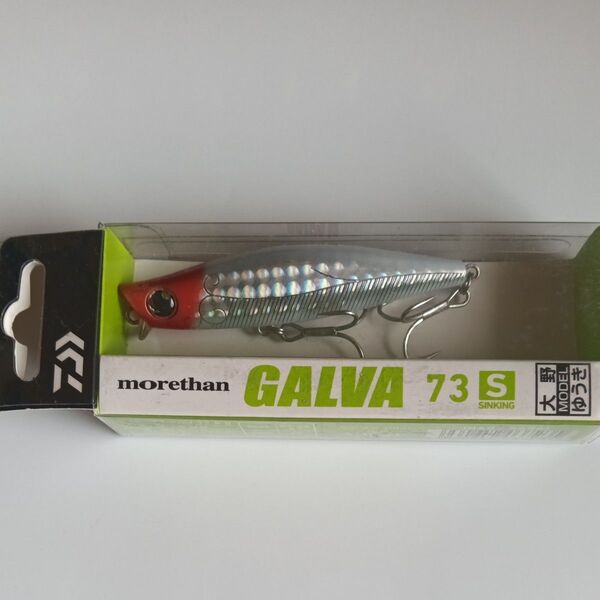 morethan GALVA 73 S SINKING
大野 MODEL ゆうき